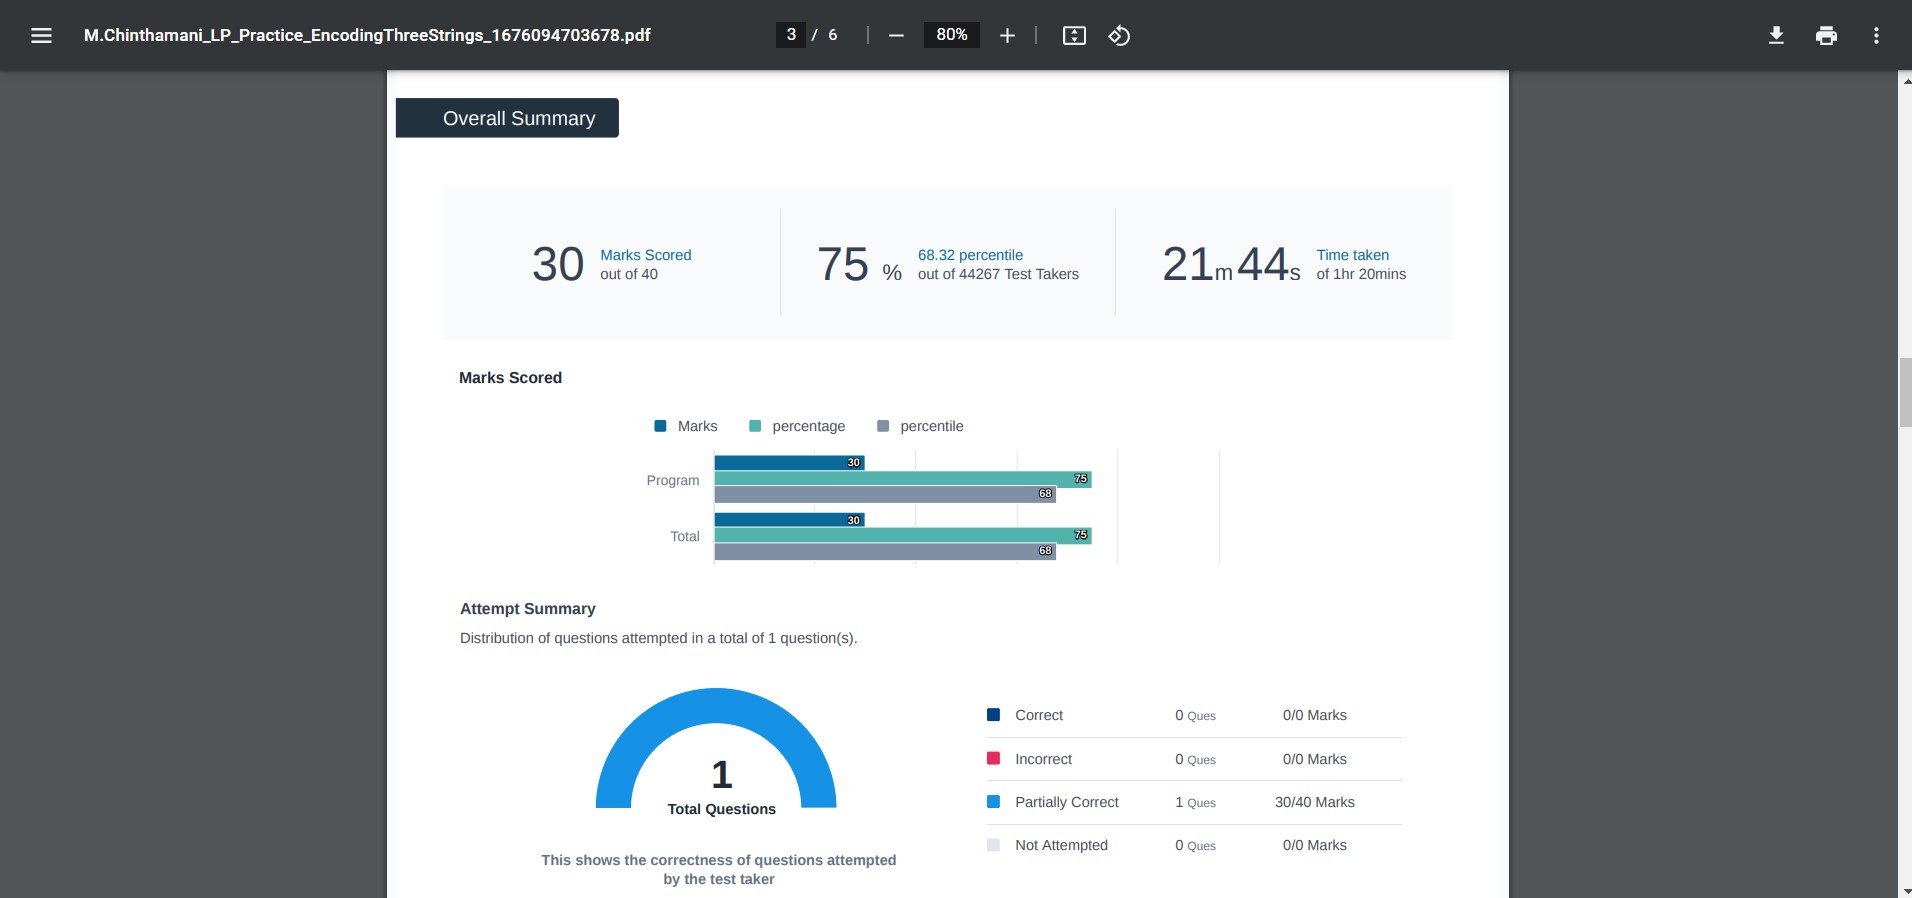 M.Chinthamani_LP_Practice_EncodingThreeStrings_1676094703678.pdf
3 / 6
80%
Overall Summary
30 Marks Scored
out of 40
75 % 68.32 percentile
out of 44267 Test Takers
21m44s Time taken
of 1hr 20mins
Marks Scored
Marks percentage percentile
Program 30
75
68
Total 30
75
68
Attempt Summary
Distribution of questions attempted in a total of 1 question(s).
1
Total Questions
This shows the correctness of questions attempted
by the test taker
Correct 0 Ques 0/0 Marks
Incorrect 0 Ques 0/0 Marks
Partially Correct 1 Ques 30/40 Marks
Not Attempted 0 Ques 0/0 Marks